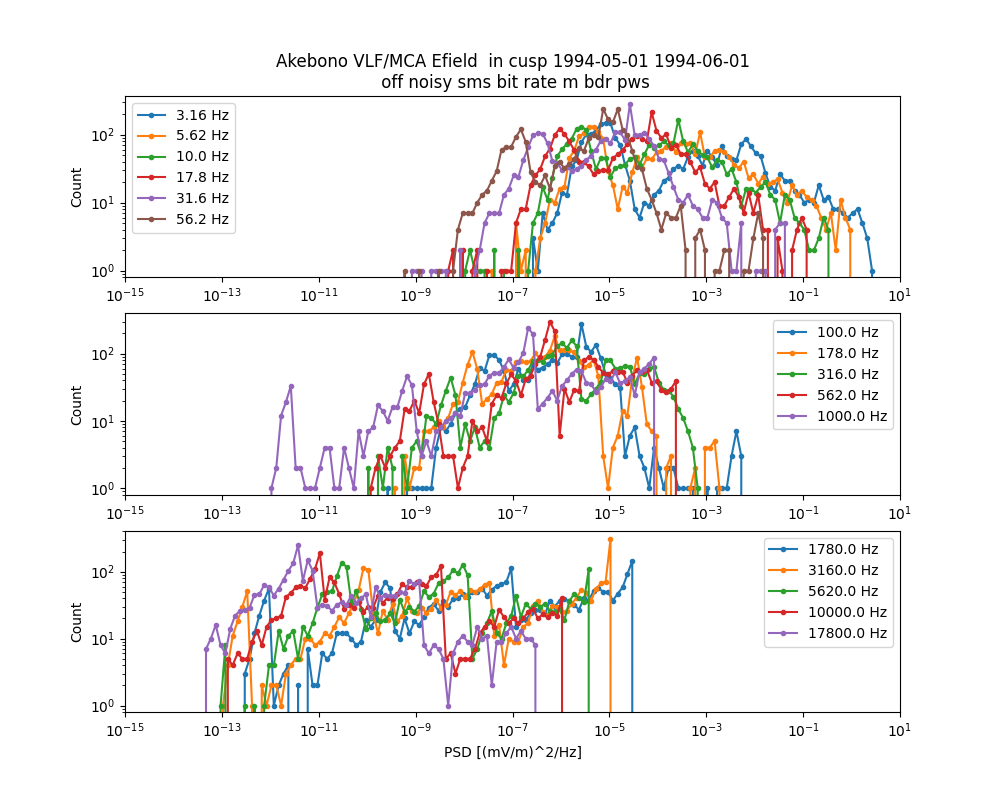 Akebono VLF/MCA Efield  in cusp 1994-05-01 1994-06-01
off noisy sms bit rate m bdr pws
Count
10^2
10^1
10^0
3.16 Hz
5.62 Hz
10.0 Hz
17.8 Hz
31.6 Hz
56.2 Hz
10^−15 10^−13 10^−11 10^−9 10^−7 10^−5 10^−3 10^−1 10^1
Count
10^2
10^1
10^0
100.0 Hz
178.0 Hz
316.0 Hz
562.0 Hz
1000.0 Hz
10^−15 10^−13 10^−11 10^−9 10^−7 10^−5 10^−3 10^−1 10^1
Count
10^2
10^1
10^0
1780.0 Hz
3160.0 Hz
5620.0 Hz
10000.0 Hz
17800.0 Hz
10^−15 10^−13 10^−11 10^−9 10^−7 10^−5 10^−3 10^−1 10^1
PSD [(mV/m)^2/Hz]